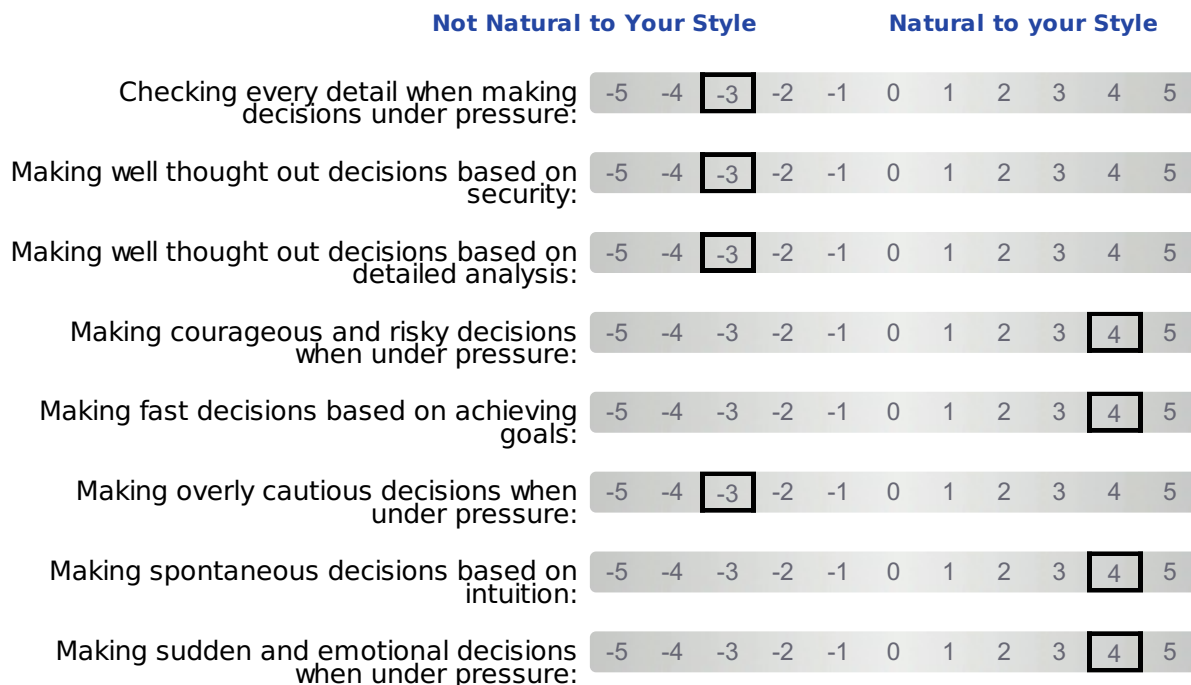 Not Natural to Your Style Natural to your Style
Checking every detail when making
decisions under pressure:
-5 -4 -3 -2 -1 0 1 2 3 4 5
Making well thought out decisions based on
security:
-5 -4 -3 -2 -1 0 1 2 3 4 5
Making well thought out decisions based on
detailed analysis:
-5 -4 -3 -2 -1 0 1 2 3 4 5
Making courageous and risky decisions
when under pressure:
-5 -4 -3 -2 -1 0 1 2 3 4 5
Making fast decisions based on achieving
goals:
-5 -4 -3 -2 -1 0 1 2 3 4 5
Making overly cautious decisions when
under pressure:
-5 -4 -3 -2 -1 0 1 2 3 4 5
Making spontaneous decisions based on
intuition:
-5 -4 -3 -2 -1 0 1 2 3 4 5
Making sudden and emotional decisions
when under pressure:
-5 -4 -3 -2 -1 0 1 2 3 4 5